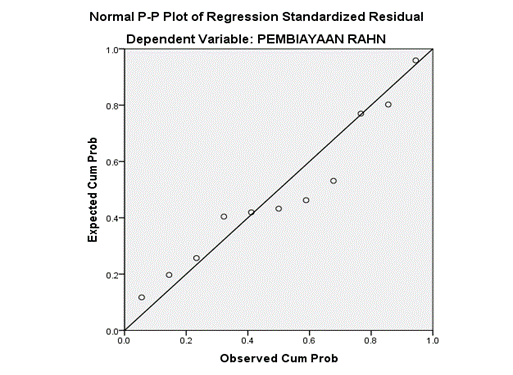 Normal P-P Plot of Regression Standardized Residual
Dependent Variable: PEMBIAYAAN RAHN
Expected Cum Prob
1.0
0.8
0.6
0.4
0.2
0.0
0.0 0.2 0.4 0.6 0.8 1.0
Observed Cum Prob